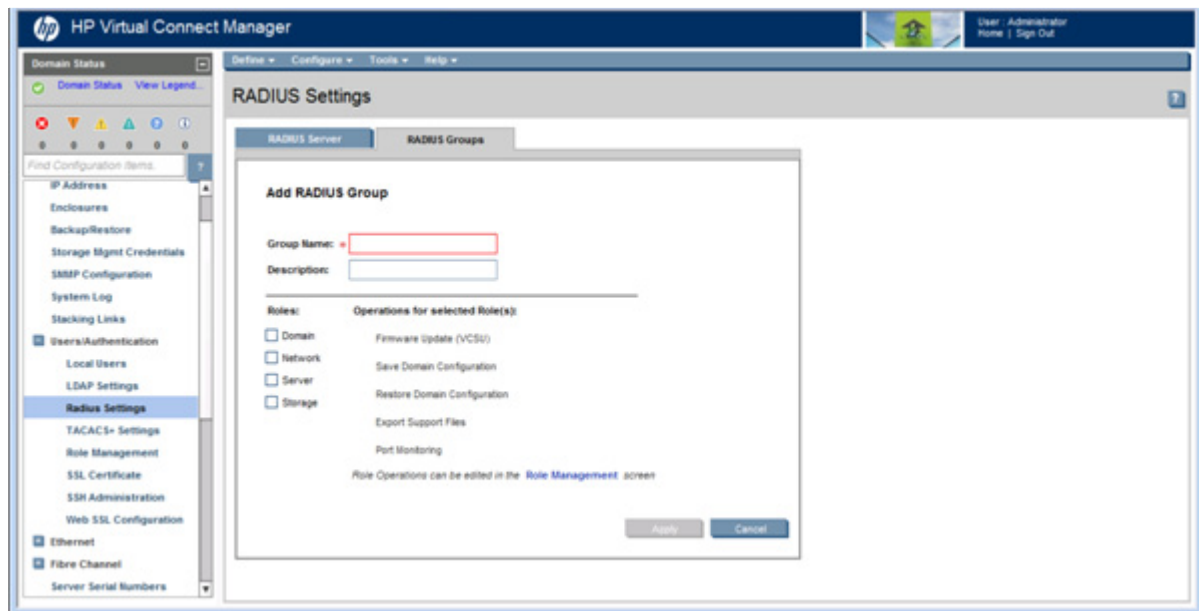 hp HP Virtual Connect Manager
User : Administrator
Home | Sign Out
Domain Status
Domain Status View Legend...
0 0 0 0 0 0
Find Configuration Items.
?
IP Address
Enclosures
Backup/Restore
Storage Mgmt Credentials
SNMP Configuration
System Log
Stacking Links
Users/Authentication
Local Users
LDAP Settings
Radius Settings
TACACS+ Settings
Role Management
SSL Certificate
SSH Administration
Web SSL Configuration
Ethernet
Fibre Channel
Server Serial Numbers
Define Configure Tools Help
RADIUS Settings
?
RADIUS Server
RADIUS Groups
Add RADIUS Group
Group Name: *
Description:
Roles: Operations for selected Role(s):
Domain
Network
Server
Storage
Firmware Update (VCSU)
Save Domain Configuration
Restore Domain Configuration
Export Support Files
Port Monitoring
Role Operations can be edited in the Role Management screen
Apply
Cancel